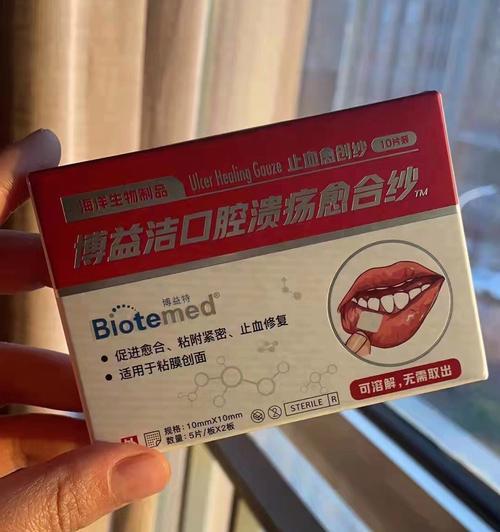 海洋生物制品
Ulcer Healing Gauze 止血愈创纱 10片装
博益洁口腔溃疡愈合纱™
博益特
Biotemed®
• 促进愈合、粘附紧密、止血修复
• 适用于粘膜创面
规格:10mmX10mm
数量:5片/板X2板
STERILE R
可溶解,无需取出